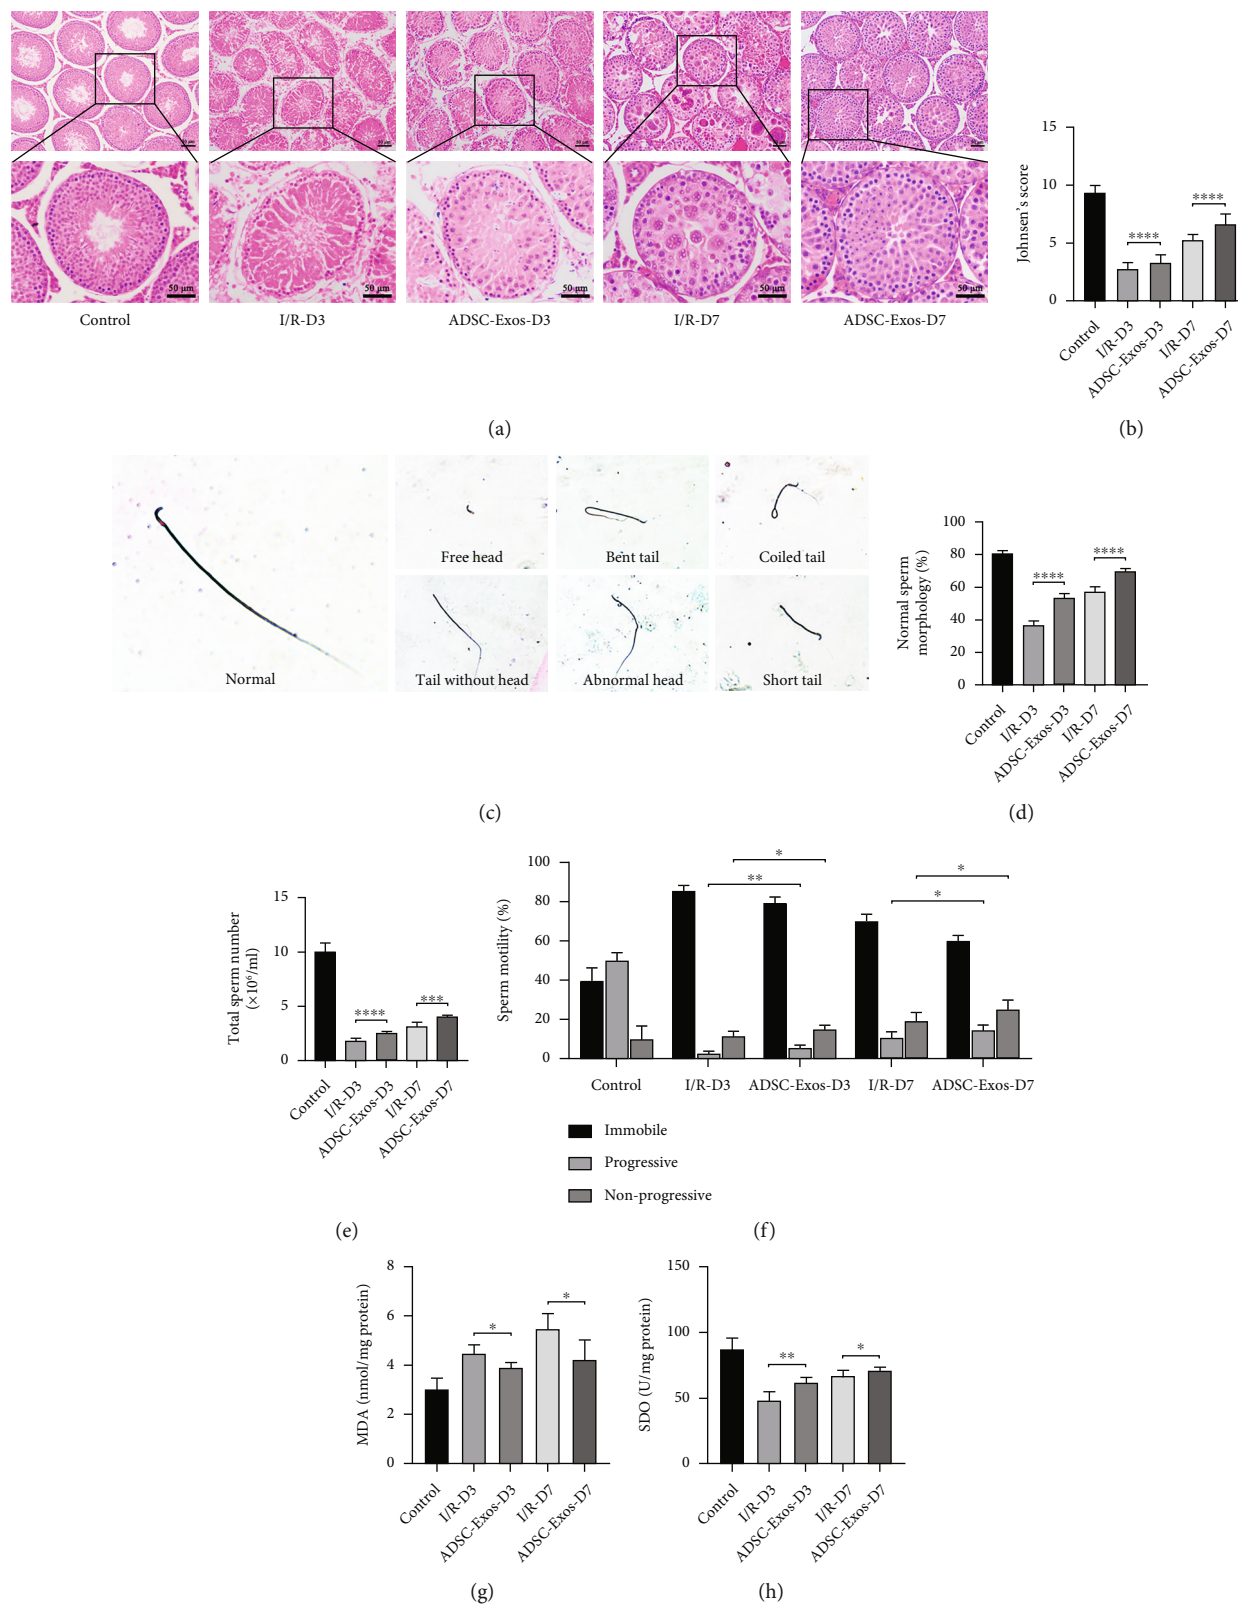 50 μm
50 μm
50 μm
50 μm
50 μm
Control
I/R-D3
ADSC-Exos-D3
I/R-D7
ADSC-Exos-D7
(a)
Johnsen's score
15
10
5
0
****
****
Control
I/R-D3
ADSC-Exos-D3
I/R-D7
ADSC-Exos-D7
(b)
Normal
Free head
Bent tail
Coiled tail
Tail without head
Abnormal head
Short tail
(c)
Normal sperm
morphology (%)
100
80
60
40
20
0
****
****
Control
I/R-D3
ADSC-Exos-D3
I/R-D7
ADSC-Exos-D7
(d)
Total sperm number
(×10⁶/ml)
15
10
5
0
****
***
Control
I/R-D3
ADSC-Exos-D3
I/R-D7
ADSC-Exos-D7
(e)
Sperm motility (%)
100
80
60
40
20
0
*
**
*
*
Control
I/R-D3
ADSC-Exos-D3
I/R-D7
ADSC-Exos-D7
Immobile
Progressive
Non-progressive
(f)
MDA (nmol/mg protein)
8
6
4
2
0
*
*
Control
I/R-D3
ADSC-Exos-D3
I/R-D7
ADSC-Exos-D7
(g)
SDO (U/mg protein)
150
100
50
0
**
*
Control
I/R-D3
ADSC-Exos-D3
I/R-D7
ADSC-Exos-D7
(h)